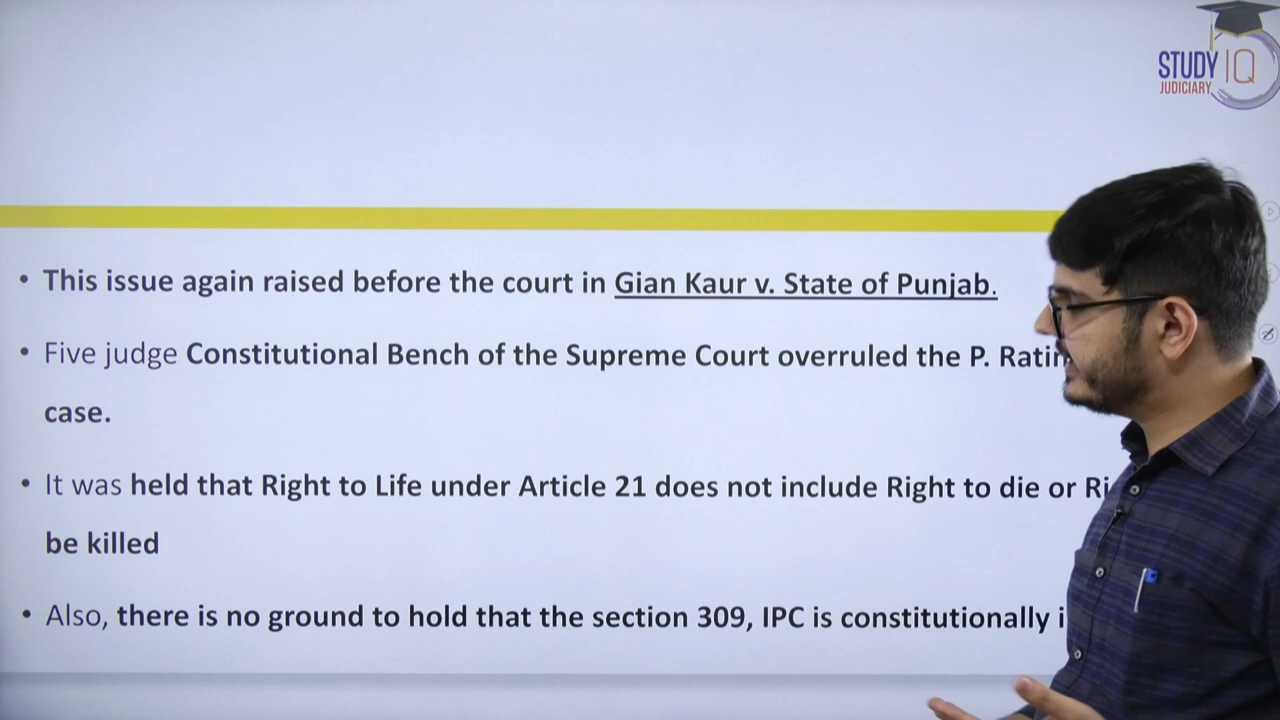 STUDY IQ
JUDICIARY
• This issue again raised before the court in Gian Kaur v. State of Punjab.
• Five judge Constitutional Bench of the Supreme Court overruled the P.
case.
• It was held that Right to Life under Article 21 does not include Right to die or
be killed
• Also, there is no ground to hold that the section 309, IPC is constitutionally